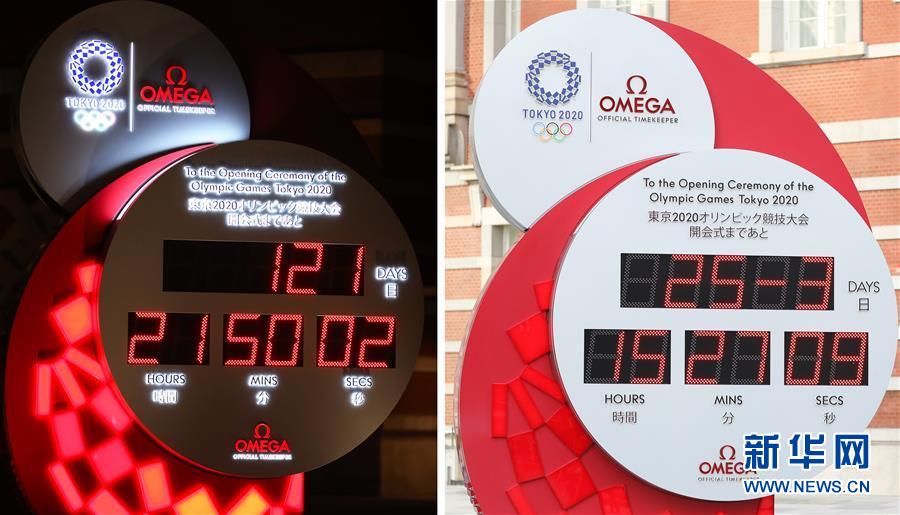 TOKYO 2020
Ω
OMEGA
OFFICIAL TIMEKEEPER
To the Opening Ceremony of the
Olympic Games Tokyo 2020
東京2020オリンピック競技大会
開会式まであと
121 DAYS
日
21 50 02
HOURS MINS SECS
時間 分 秒
Ω
OMEGA
OFFICIAL TIMEKEEPER
TOKYO 2020
Ω
OMEGA
OFFICIAL TIMEKEEPER
To the Opening Ceremony of the
Olympic Games Tokyo 2020
東京2020オリンピック競技大会
開会式まであと
25-3 DAYS
日
15 27 09
HOURS MINS SECS
時間 分 秒
Ω
OMEGA
OFFICIAL TIMEKEEPER
新华网
WWW.NEWS.CN